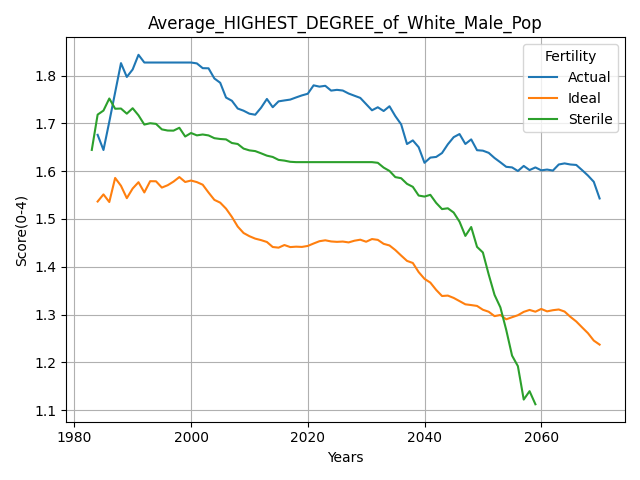 Average_HIGHEST_DEGREE_of_White_Male_Pop
Fertility
Actual
Ideal
Sterile
Score(0-4)
1.8
1.7
1.6
1.5
1.4
1.3
1.2
1.1
1980
2000
2020
2040
2060
Years